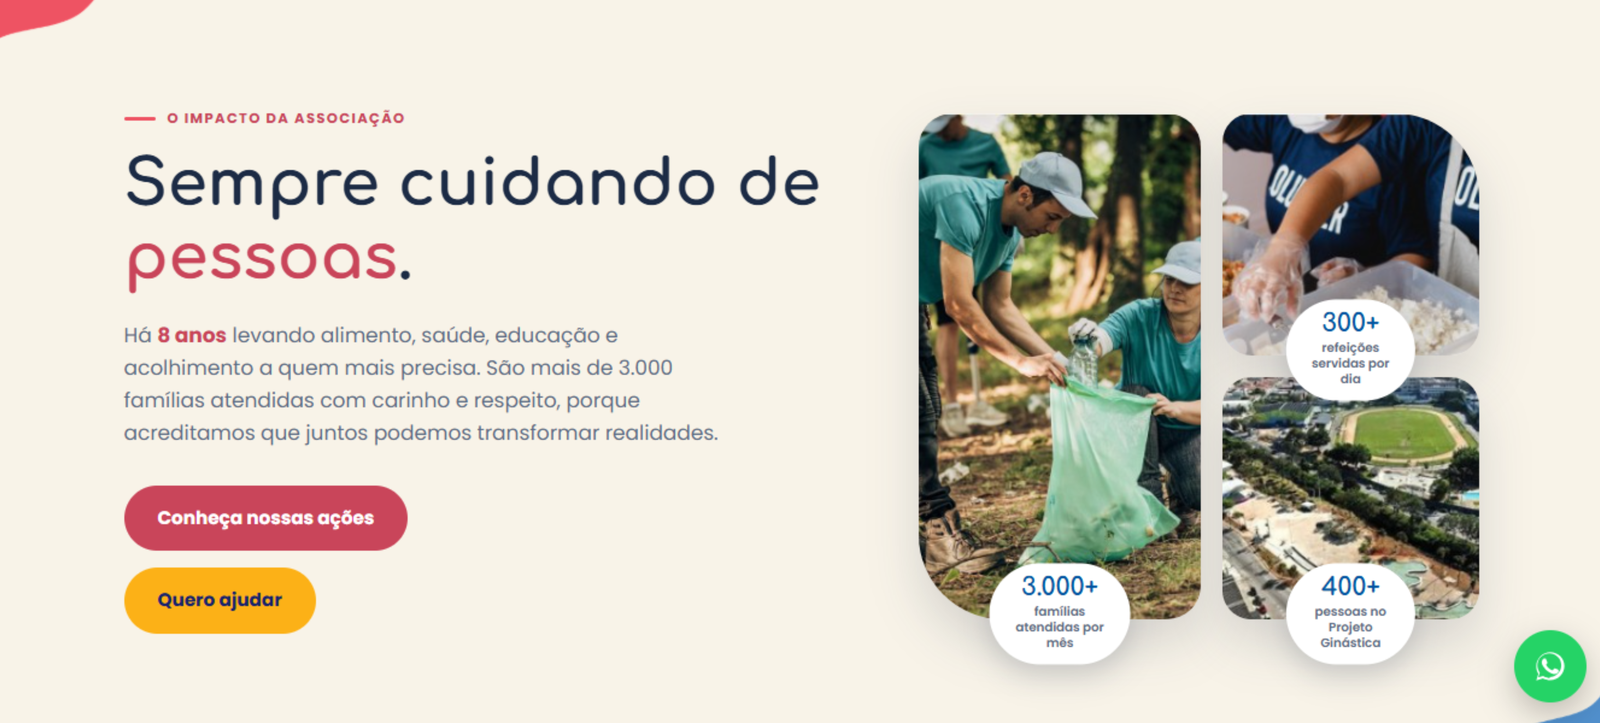 O IMPACTO DA ASSOCIAÇÃO
Sempre cuidando de
pessoas.
Há 8 anos levando alimento, saúde, educação e
acolhimento a quem mais precisa. São mais de 3.000
famílias atendidas com carinho e respeito, porque
acreditamos que juntos podemos transformar realidades.
Conheça nossas ações
Quero ajudar
3.000+
famílias
atendidas por
mês
300+
refeições
servidas por
dia
400+
pessoas no
Projeto
Ginástica